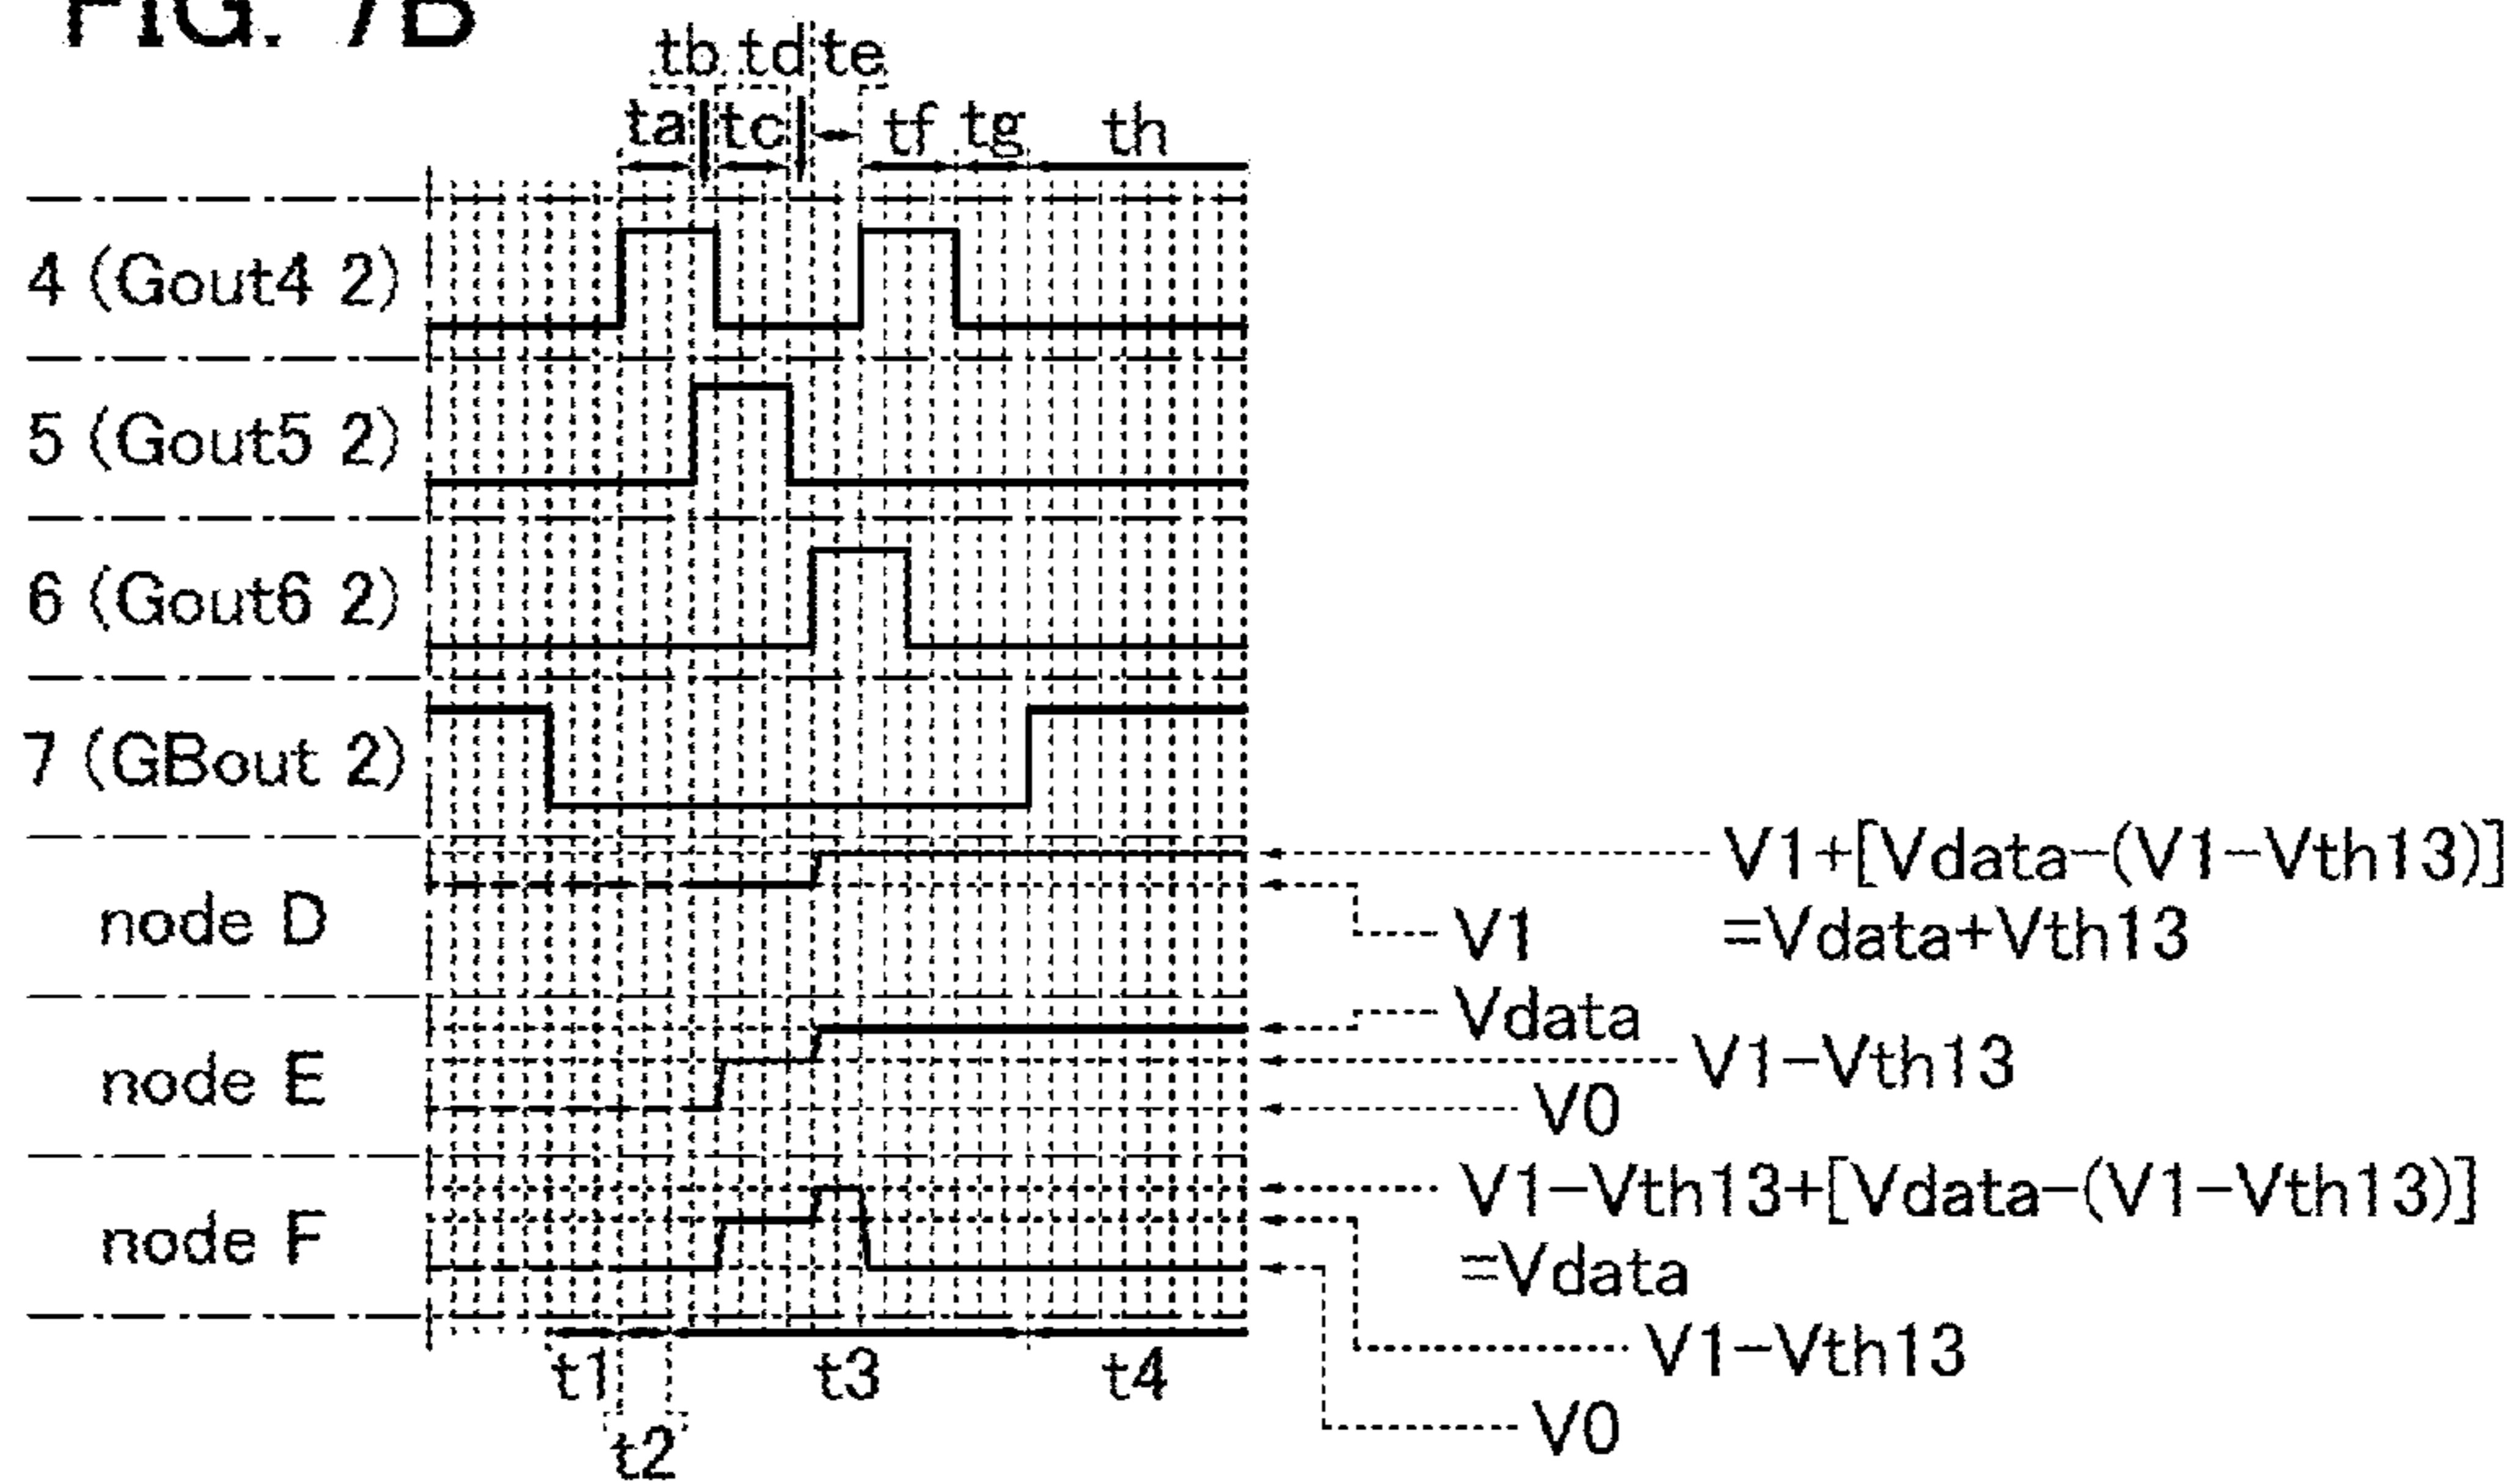 FIG. 7B
tb td te
ta tc tf tg th
4 (Gout4 2)
5 (Gout5 2)
6 (Gout6 2)
7 (GBout 2)
V1+[Vdata-(V1-Vth13)]
node D
V1
=Vdata+Vth13
Vdata
node E
V1-Vth13
V0
V1-Vth13+[Vdata-(V1-Vth13)]
node F
=Vdata
V1-Vth13
t1 t3 t4
V0
t2